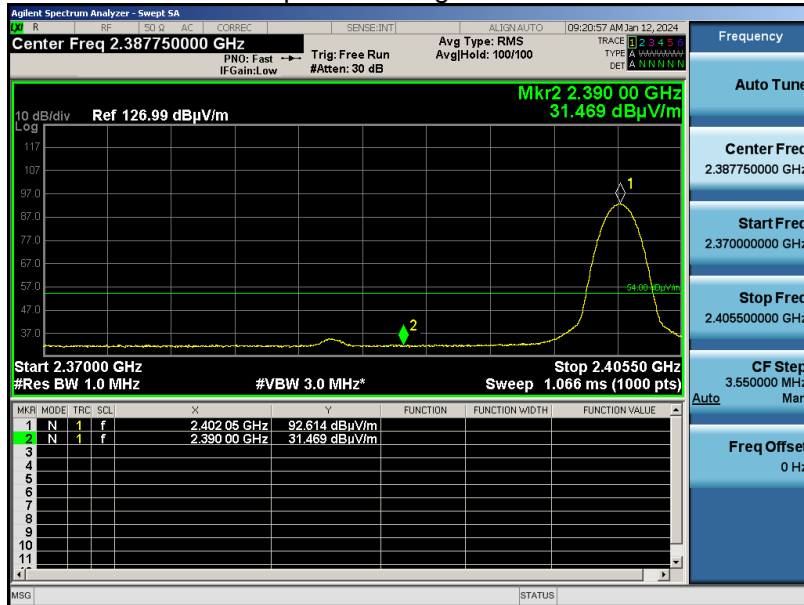 Agilent Spectrum Analyzer - Swept SA
LXI R RF 50 Ω AC CORREC SENSE:INT ALIGN AUTO 09:20:57 AM Jan 12, 2024
Center Freq 2.387750000 GHz
PNO: Fast
IFGain:Low
Trig: Free Run
#Atten: 30 dB
Avg Type: RMS
Avg|Hold: 100/100
TRACE 1 2 3 4 5 6
TYPE A
DET A N N N N N
Mkr2 2.390 00 GHz
31.469 dBµV/m
10 dB/div Ref 126.99 dBµV/m
Log
117
107
97.0
87.0
77.0
67.0
57.0
47.0
37.0
1
2
54.00 dBµV/m
Start 2.37000 GHz Stop 2.40550 GHz
#Res BW 1.0 MHz #VBW 3.0 MHz* Sweep 1.066 ms (1000 pts)
MKR MODE TRC SCL X Y FUNCTION FUNCTION WIDTH FUNCTION VALUE
1 N 1 f 2.402 05 GHz 92.614 dBµV/m
2 N 1 f 2.390 00 GHz 31.469 dBµV/m
3
4
5
6
7
8
9
10
11
MSG STATUS
Frequency
Auto Tune
Center Freq
2.387750000 GHz
Start Freq
2.370000000 GHz
Stop Freq
2.405500000 GHz
CF Step
3.550000 MHz
Auto Man
Freq Offset
0 Hz